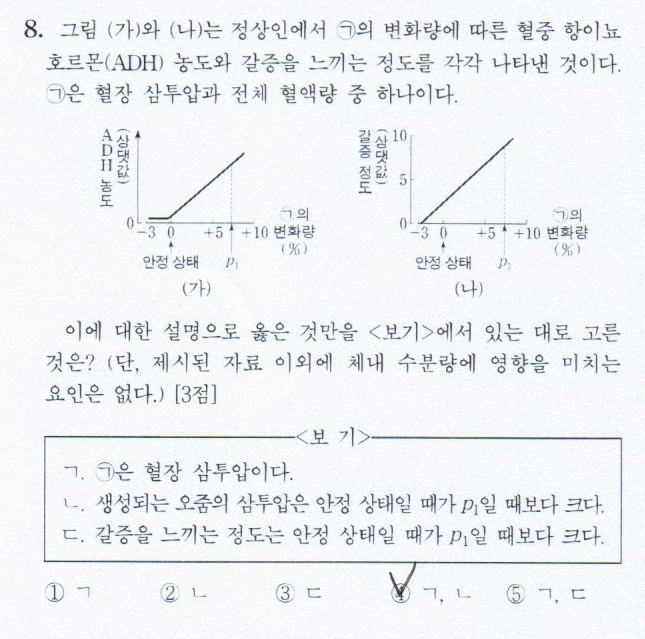 8. 그림 (가)와 (나)는 정상인에서 ㉠의 변화량에 따른 혈중 항이뇨
호르몬(ADH) 농도와 갈증을 느끼는 정도를 각각 나타낸 것이다.
㉠은 혈장 삼투압과 전체 혈액량 중 하나이다.
ADH 농도 (상댓값)
0
-3 0 +5 +10
㉠의 변화량 (%)
안정 상태 p₁
(가)
갈증 정도 (상댓값)
10
5
0
-3 0 +5 +10
㉠의 변화량 (%)
안정 상태 p₁
(나)
이에 대한 설명으로 옳은 것만을 <보기>에서 있는 대로 고른
것은? (단, 제시된 자료 이외에 체내 수분량에 영향을 미치는
요인은 없다.) [3점]
<보 기>
ㄱ. ㉠은 혈장 삼투압이다.
ㄴ. 생성되는 오줌의 삼투압은 안정 상태일 때가 p₁일 때보다 크다.
ㄷ. 갈증을 느끼는 정도는 안정 상태일 때가 p₁일 때보다 크다.
① ㄱ ② ㄴ ③ ㄷ ④ ㄱ, ㄴ ⑤ ㄱ, ㄷ